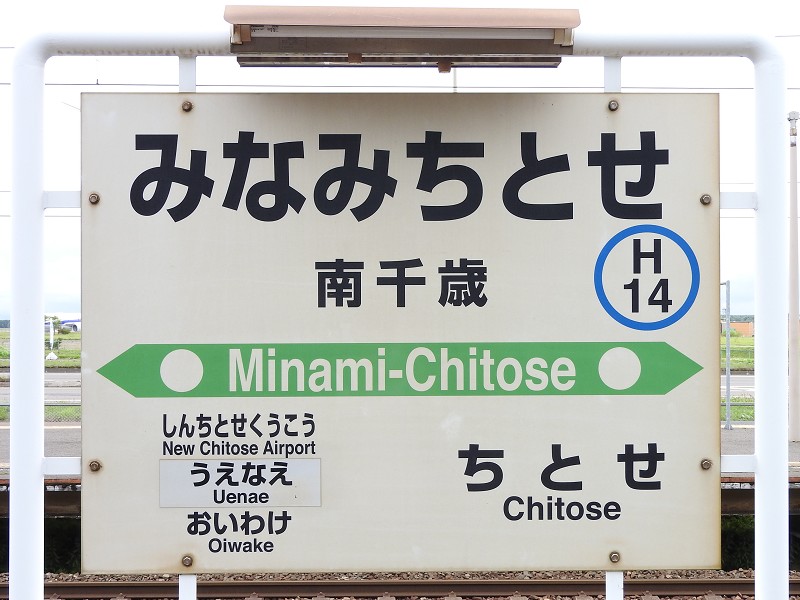 みなみちとせ
南千歳
H
14
Minami-Chitose
しんちとせくうこう
New Chitose Airport
うえなえ
Uenae
おいわけ
Oiwake
ちとせ
Chitose